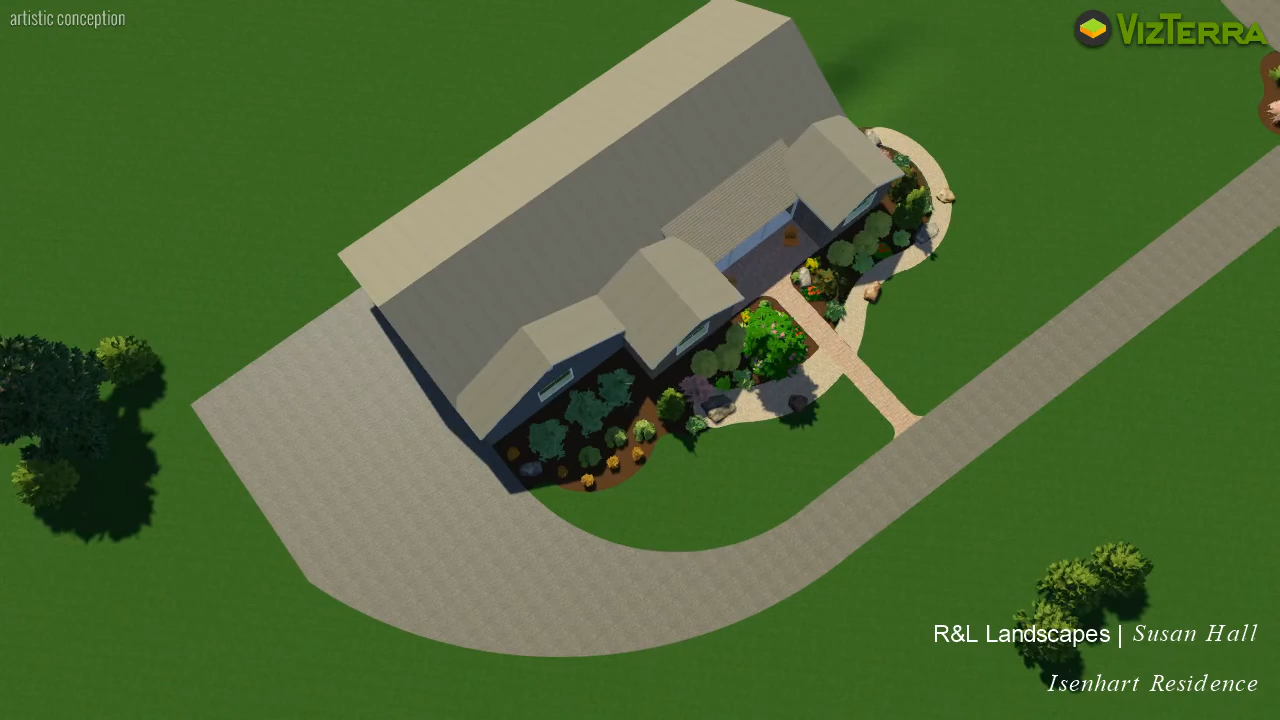 artistic conception
VIZTERRA
R&L Landscapes | Susan Hall
Isenhart Residence